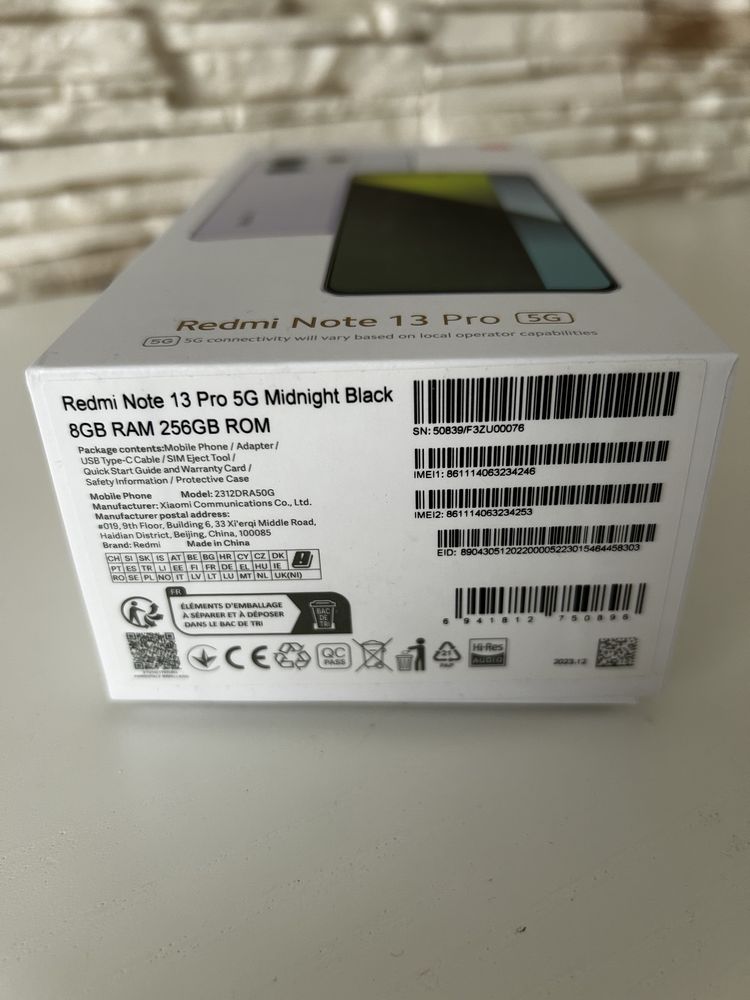 Redmi Note 13 Pro 5G
5G 5G connectivity will vary based on local operator capabilities
Redmi Note 13 Pro 5G Midnight Black
8GB RAM 256GB ROM
Package contents:Mobile Phone / Adapter /
USB Type-C Cable / SIM Eject Tool /
Quick Start Guide and Warranty Card /
Safety Information / Protective Case
Mobile Phone Model: 2312DRA50G
Manufacturer: Xiaomi Communications Co., Ltd.
Manufacturer postal address:
#019, 9th Floor, Building 6, 33 Xi'erqi Middle Road,
Haidian District, Beijing, China, 100085
Brand: Redmi Made in China
CH SI SK IS AT BE BG HR CY CZ DK
PT ES TR LI EE FI FR DE EL HU IE
RO SE PL NO IT LV LT LU MT NL UK(NI)
FR
ÉLÉMENTS D'EMBALLAGE
À SÉPARER ET À DÉPOSER
DANS LE BAC DE TRI
BAC
DE
TRI
CE
QC
PASS
21
PAP
Hi-Res
AUDIO
SN: 50839/F3ZU00076
IMEI1: 861114063234246
IMEI2: 861114063234253
EID: 89043051202200005223015464458303
6 941812 750895
2023.12